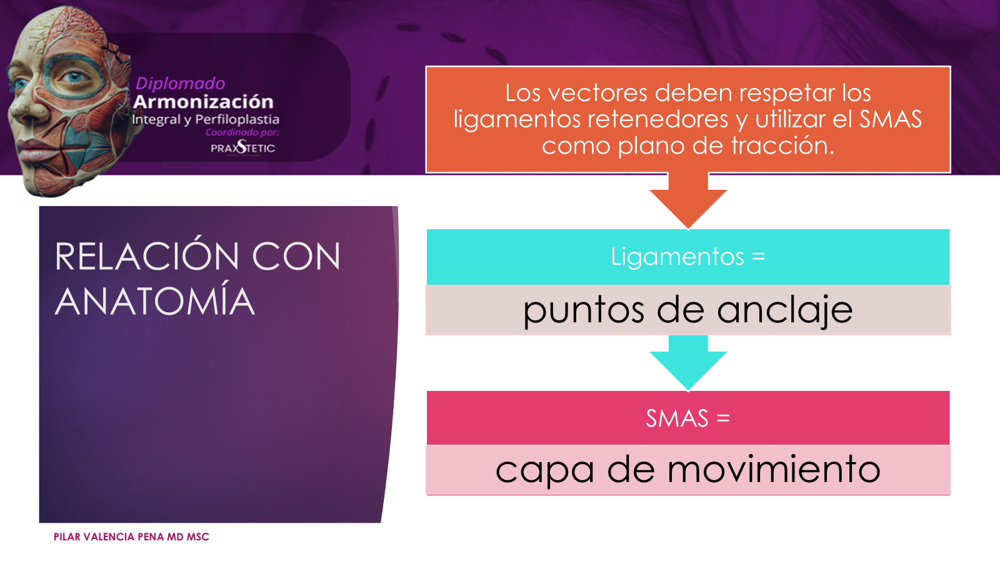 Diplomado
Armonización
Integral y Perfiloplastia
Coordinado por:
PRAXSTETIC
Los vectores deben respetar los
ligamentos retenedores y utilizar el SMAS
como plano de tracción.
RELACIÓN CON
ANATOMÍA
Ligamentos =
puntos de anclaje
SMAS =
capa de movimiento
PILAR VALENCIA PENA MD MSC